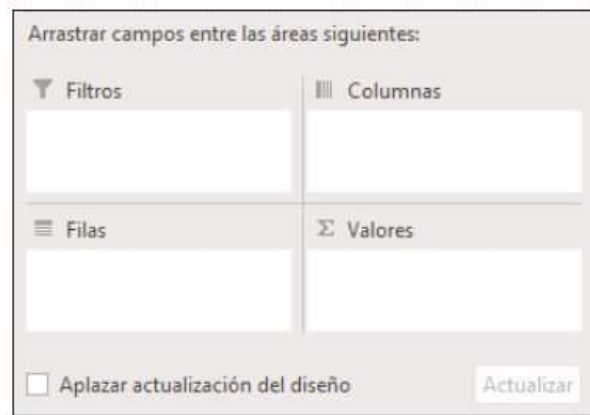 Arrastrar campos entre las áreas siguientes:
Filtros
Columnas
Filas
Σ Valores
Aplazar actualización del diseño
Actualizar